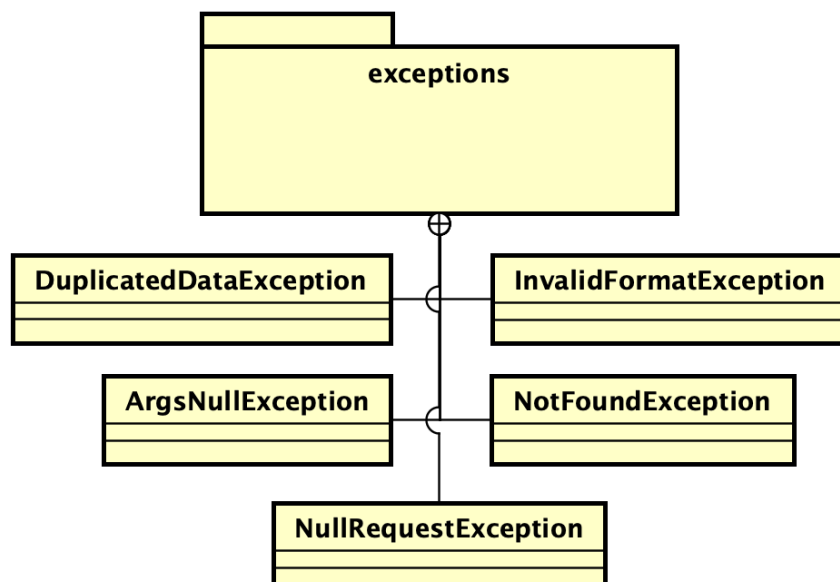 exceptions
DuplicatedDataException
InvalidFormatException
ArgsNullException
NotFoundException
NullRequestException